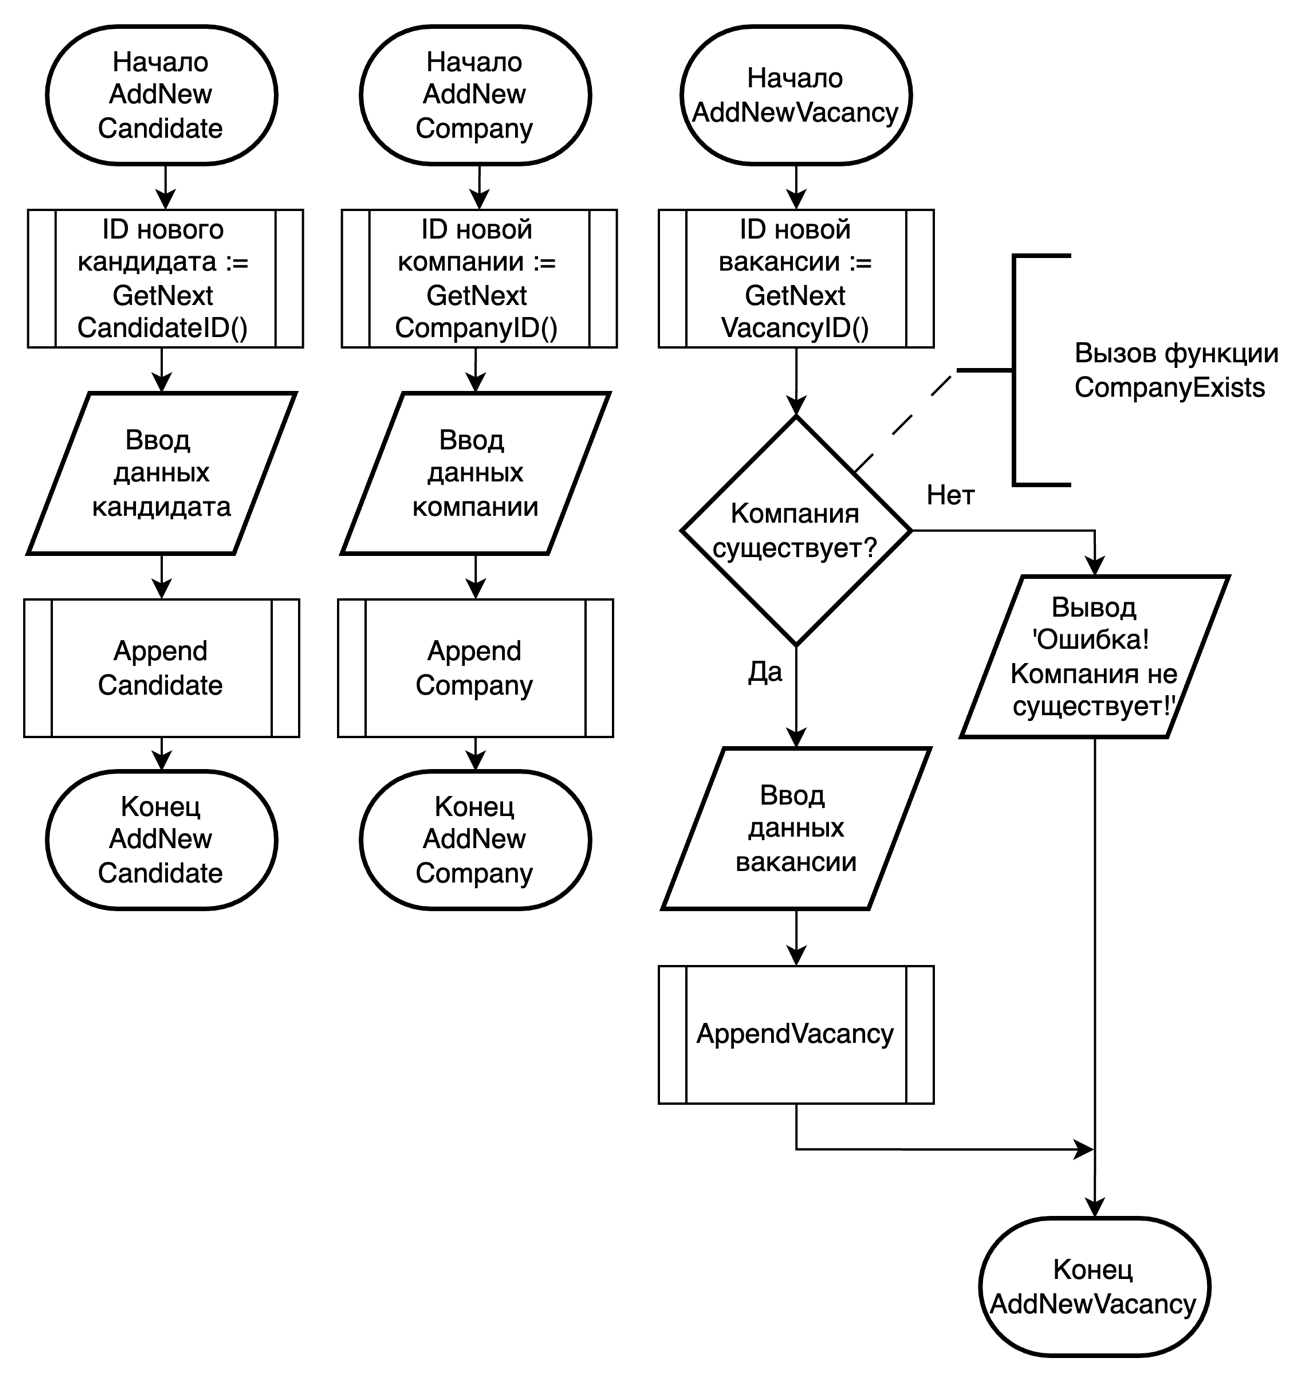 Начало
AddNew
Candidate
ID нового
кандидата :=
GetNext
CandidateID()
Ввод
данных
кандидата
Append
Candidate
Конец
AddNew
Candidate
Начало
AddNew
Company
ID новой
компании :=
GetNext
CompanyID()
Ввод
данных
компании
Append
Company
Конец
AddNew
Company
Начало
AddNewVacancy
ID новой
вакансии :=
GetNext
VacancyID()
Вызов функции
CompanyExists
Компания
существует?
Нет
Вывод
'Ошибка!
Компания не
существует!'
Да
Ввод
данных
вакансии
AppendVacancy
Конец
AddNewVacancy